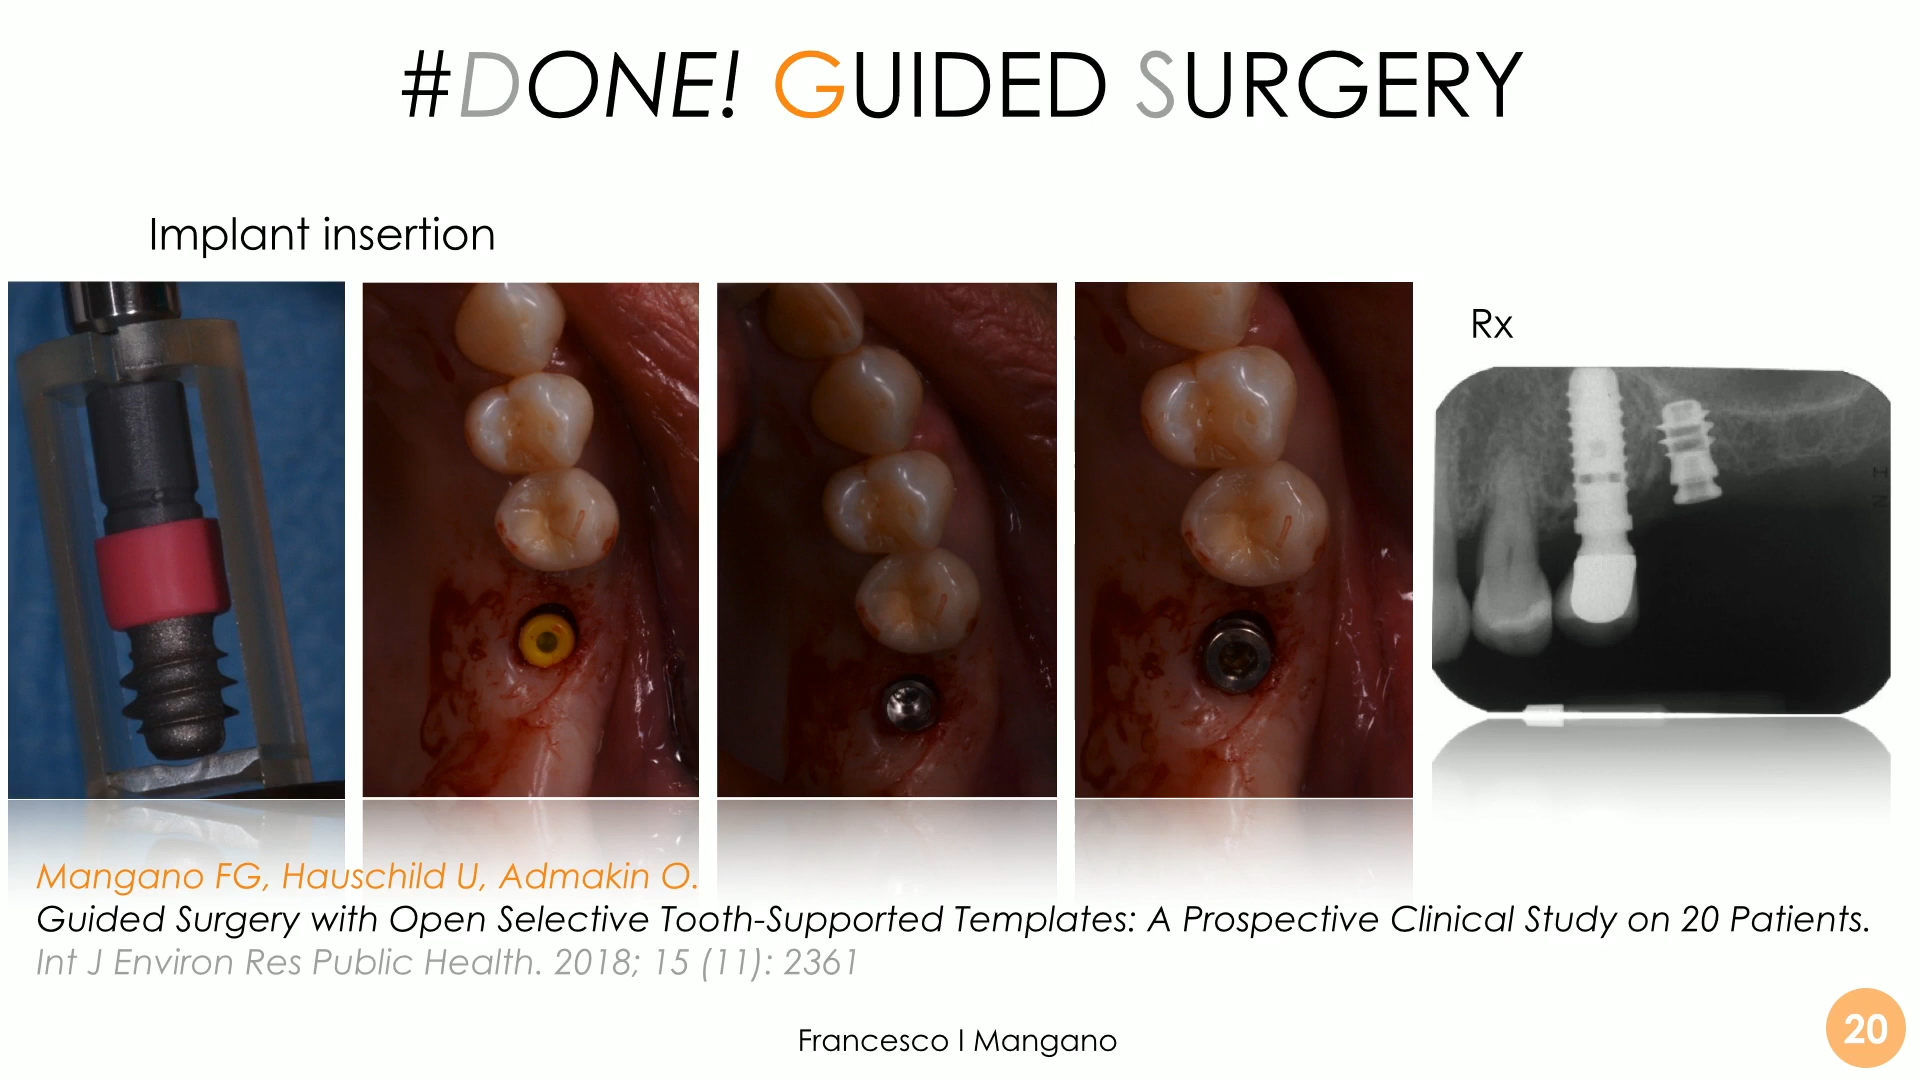 #DONE! GUIDED SURGERY
Implant insertion
Rx
Mangano FG, Hauschild U, Admakin O.
Guided Surgery with Open Selective Tooth-Supported Templates: A Prospective Clinical Study on 20 Patients.
Int J Environ Res Public Health. 2018; 15 (11): 2361
Francesco I Mangano
20